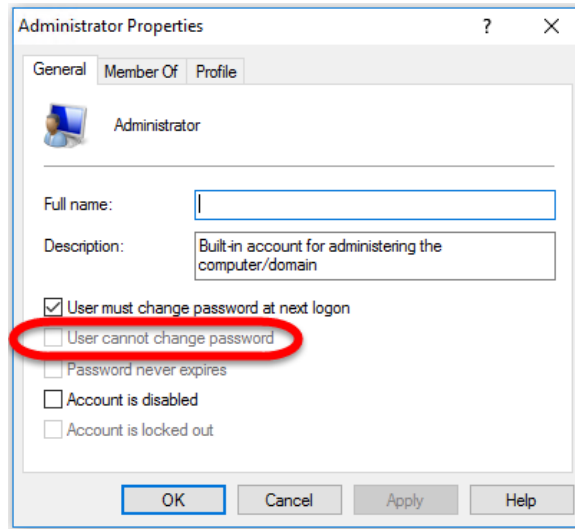 Administrator Properties
General Member Of Profile
Administrator
Full name:
Description: Built-in account for administering the
computer/domain
User must change password at next logon
User cannot change password
Password never expires
Account is disabled
Account is locked out
OK Cancel Apply Help